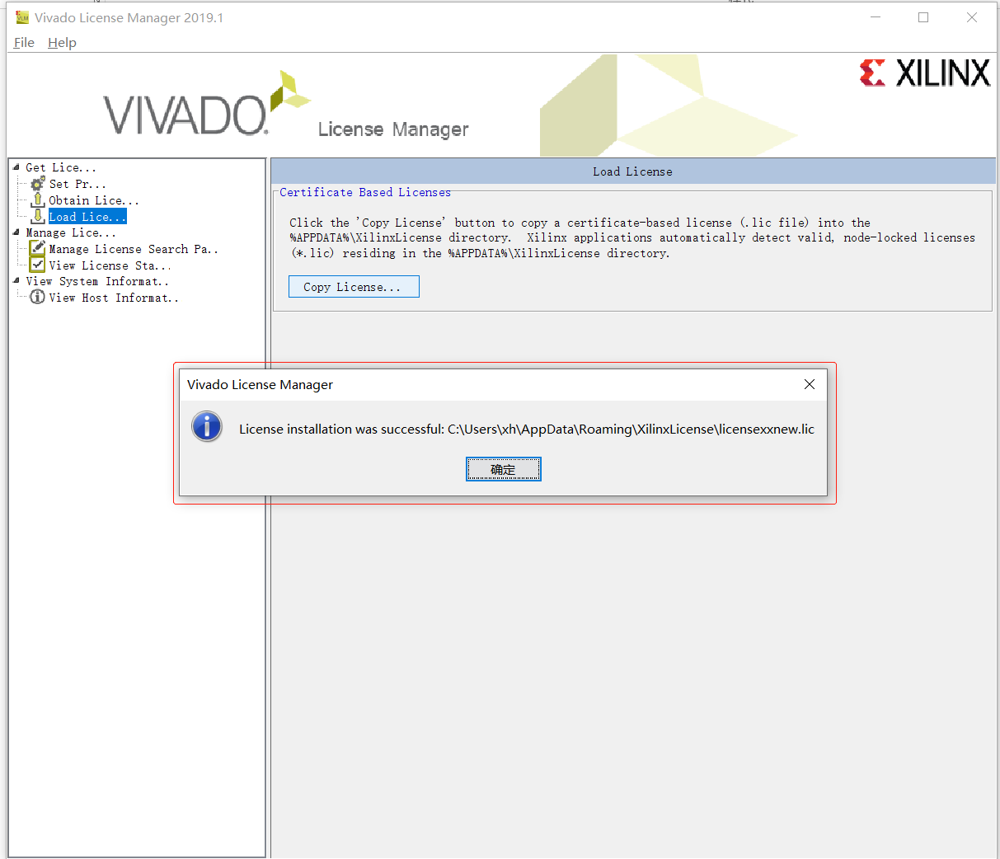 Vivado License Manager 2019.1
File Help
XILINX
VIVADO.
License Manager
Get Lice...
Set Pr...
Obtain Lice...
Load Lice...
Manage Lice...
Manage License Search Pa..
View License Sta...
View System Informat..
View Host Informat..
Load License
Certificate Based Licenses
Click the 'Copy License' button to copy a certificate-based license (.lic file) into the
%APPDATA%\XilinxLicense directory.  Xilinx applications automatically detect valid, node-locked licenses
(*.lic) residing in the %APPDATA%\XilinxLicense directory.
Copy License...
Vivado License Manager
License installation was successful: C:\Users\xh\AppData\Roaming\XilinxLicense\licensexxnew.lic
确定